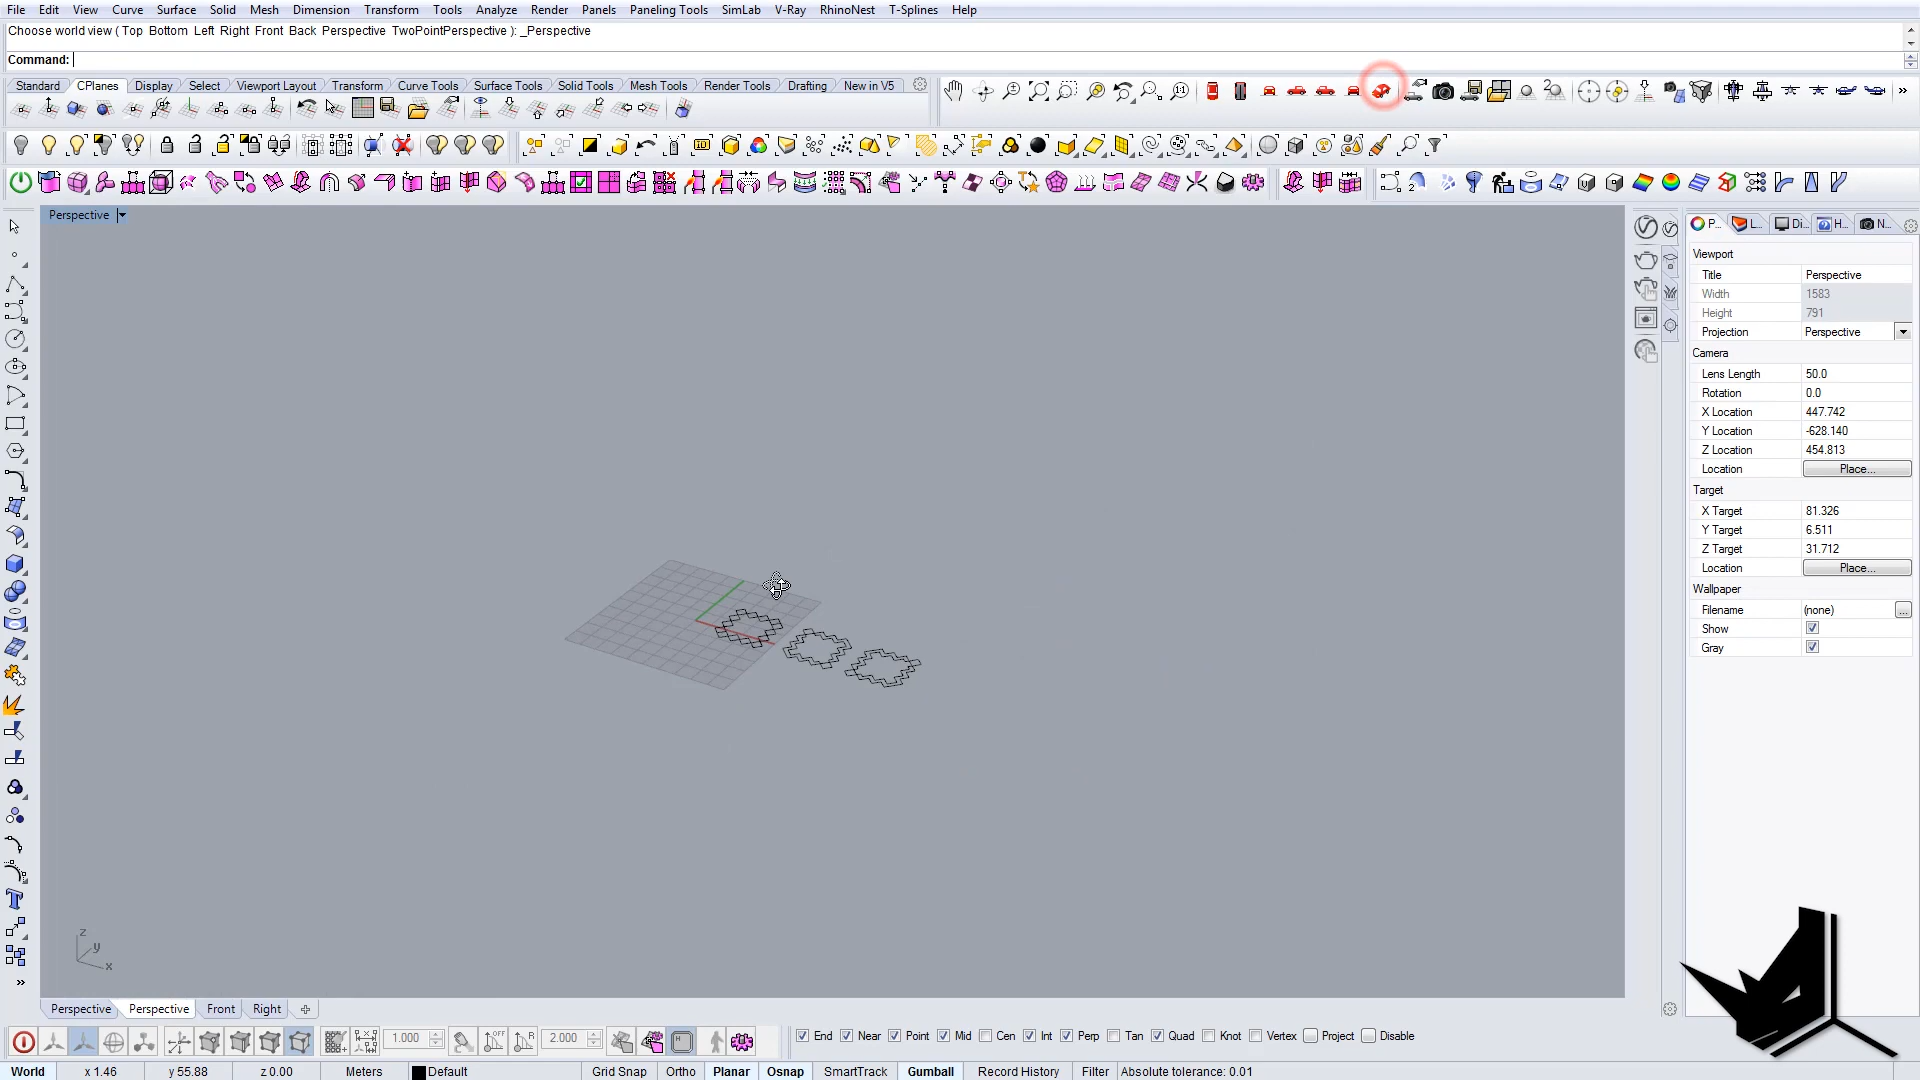 File Edit View Curve Surface Solid Mesh Dimension Transform Tools Analyze Render Panels Paneling Tools SimLab V-Ray RhinoNest T-Splines Help
Choose world view ( Top Bottom Left Right Front Back Perspective TwoPointPerspective ): _Perspective
Command:
Standard CPlanes Display Select Viewport Layout Transform Curve Tools Surface Tools Solid Tools Mesh Tools Render Tools Drafting New in V5
Perspective
P... L... Di... H... N...
Viewport
Title Perspective
Width 1583
Height 791
Projection Perspective
Camera
Lens Length 50.0
Rotation 0.0
X Location 447.742
Y Location -628.140
Z Location 454.813
Location Place...
Target
X Target 81.326
Y Target 6.511
Z Target 31.712
Location Place...
Wallpaper
Filename (none) ...
Show
Gray
z
y
x
Perspective Perspective Front Right
1.000 2.000 End Near Point Mid Cen Int Perp Tan Quad Knot Vertex Project Disable
World x 1.46 y 55.88 z 0.00 Meters Default Grid Snap Ortho Planar Osnap SmartTrack Gumball Record History Filter Absolute tolerance: 0.01